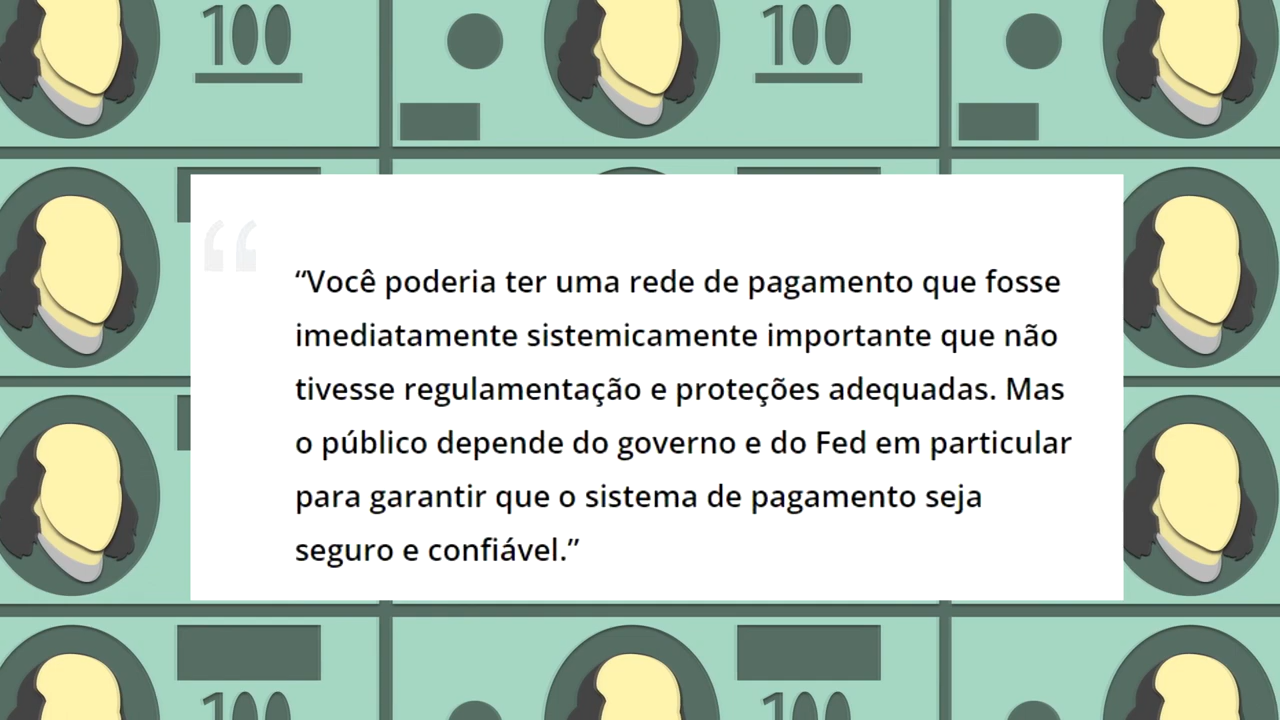 100 100
“Você poderia ter uma rede de pagamento que fosse
imediatamente sistemicamente importante que não
tivesse regulamentação e proteções adequadas. Mas
o público depende do governo e do Fed em particular
para garantir que o sistema de pagamento seja
seguro e confiável.”
100 100